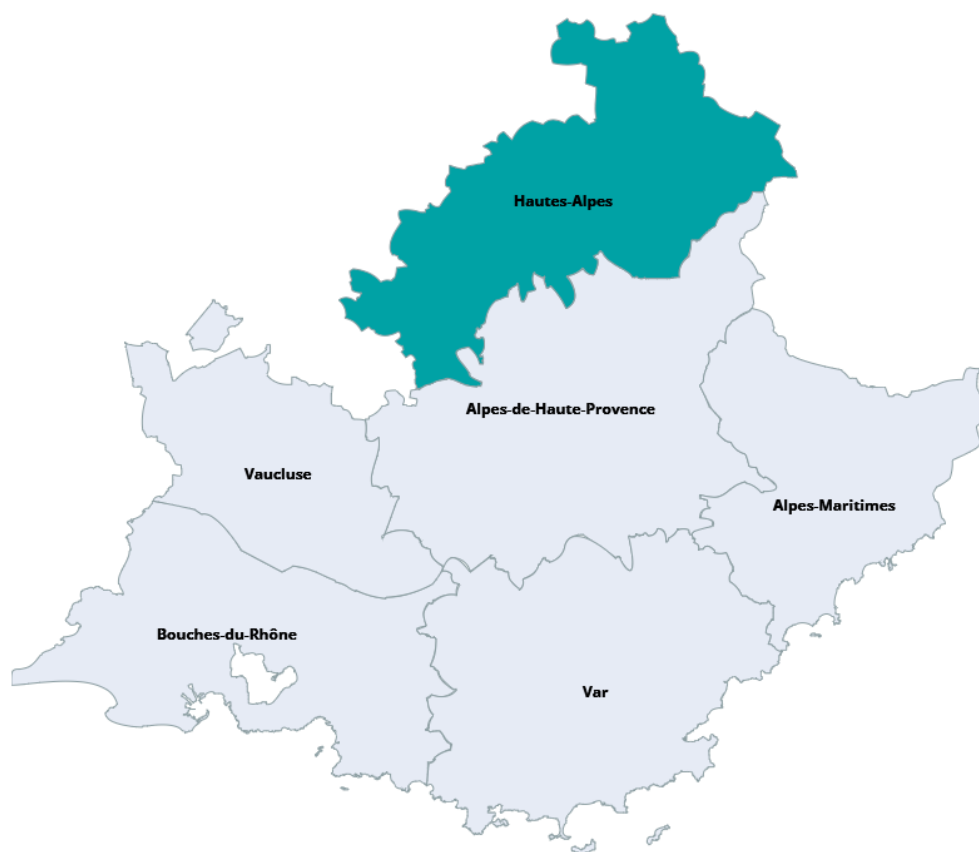 Hautes-Alpes
Alpes-de-Haute-Provence
Vaucluse
Alpes-Maritimes
Bouches-du-Rhône
Var